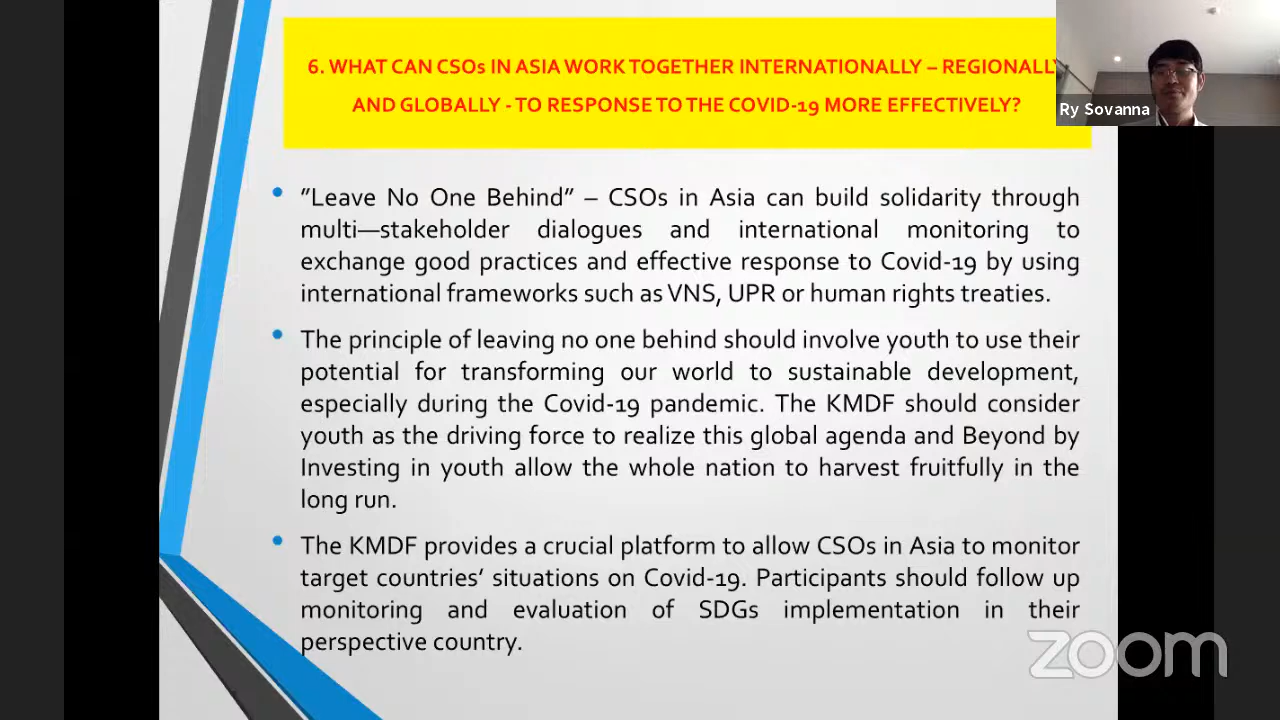 6. WHAT CAN CSOs IN ASIA WORK TOGETHER INTERNATIONALLY – REGIONALLY
AND GLOBALLY - TO RESPONSE TO THE COVID-19 MORE EFFECTIVELY?
Ry Sovanna
• ”Leave No One Behind” – CSOs in Asia can build solidarity through
multi—stakeholder dialogues and international monitoring to
exchange good practices and effective response to Covid-19 by using
international frameworks such as VNS, UPR or human rights treaties.
• The principle of leaving no one behind should involve youth to use their
potential for transforming our world to sustainable development,
especially during the Covid-19 pandemic. The KMDF should consider
youth as the driving force to realize this global agenda and Beyond by
Investing in youth allow the whole nation to harvest fruitfully in the
long run.
• The KMDF provides a crucial platform to allow CSOs in Asia to monitor
target countries’ situations on Covid-19. Participants should follow up
monitoring and evaluation of SDGs implementation in their
perspective country.
zoom